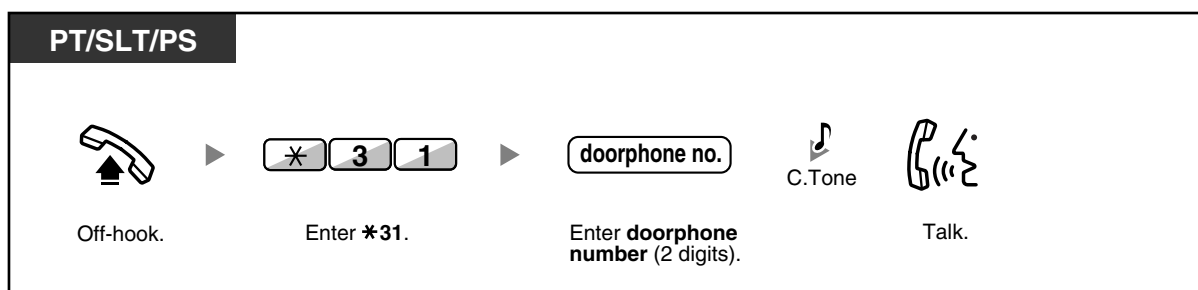 PT/SLT/PS
✳ 3 1
doorphone no.
C.Tone
Off-hook.
Enter ✳31.
Enter doorphone
number (2 digits).
Talk.